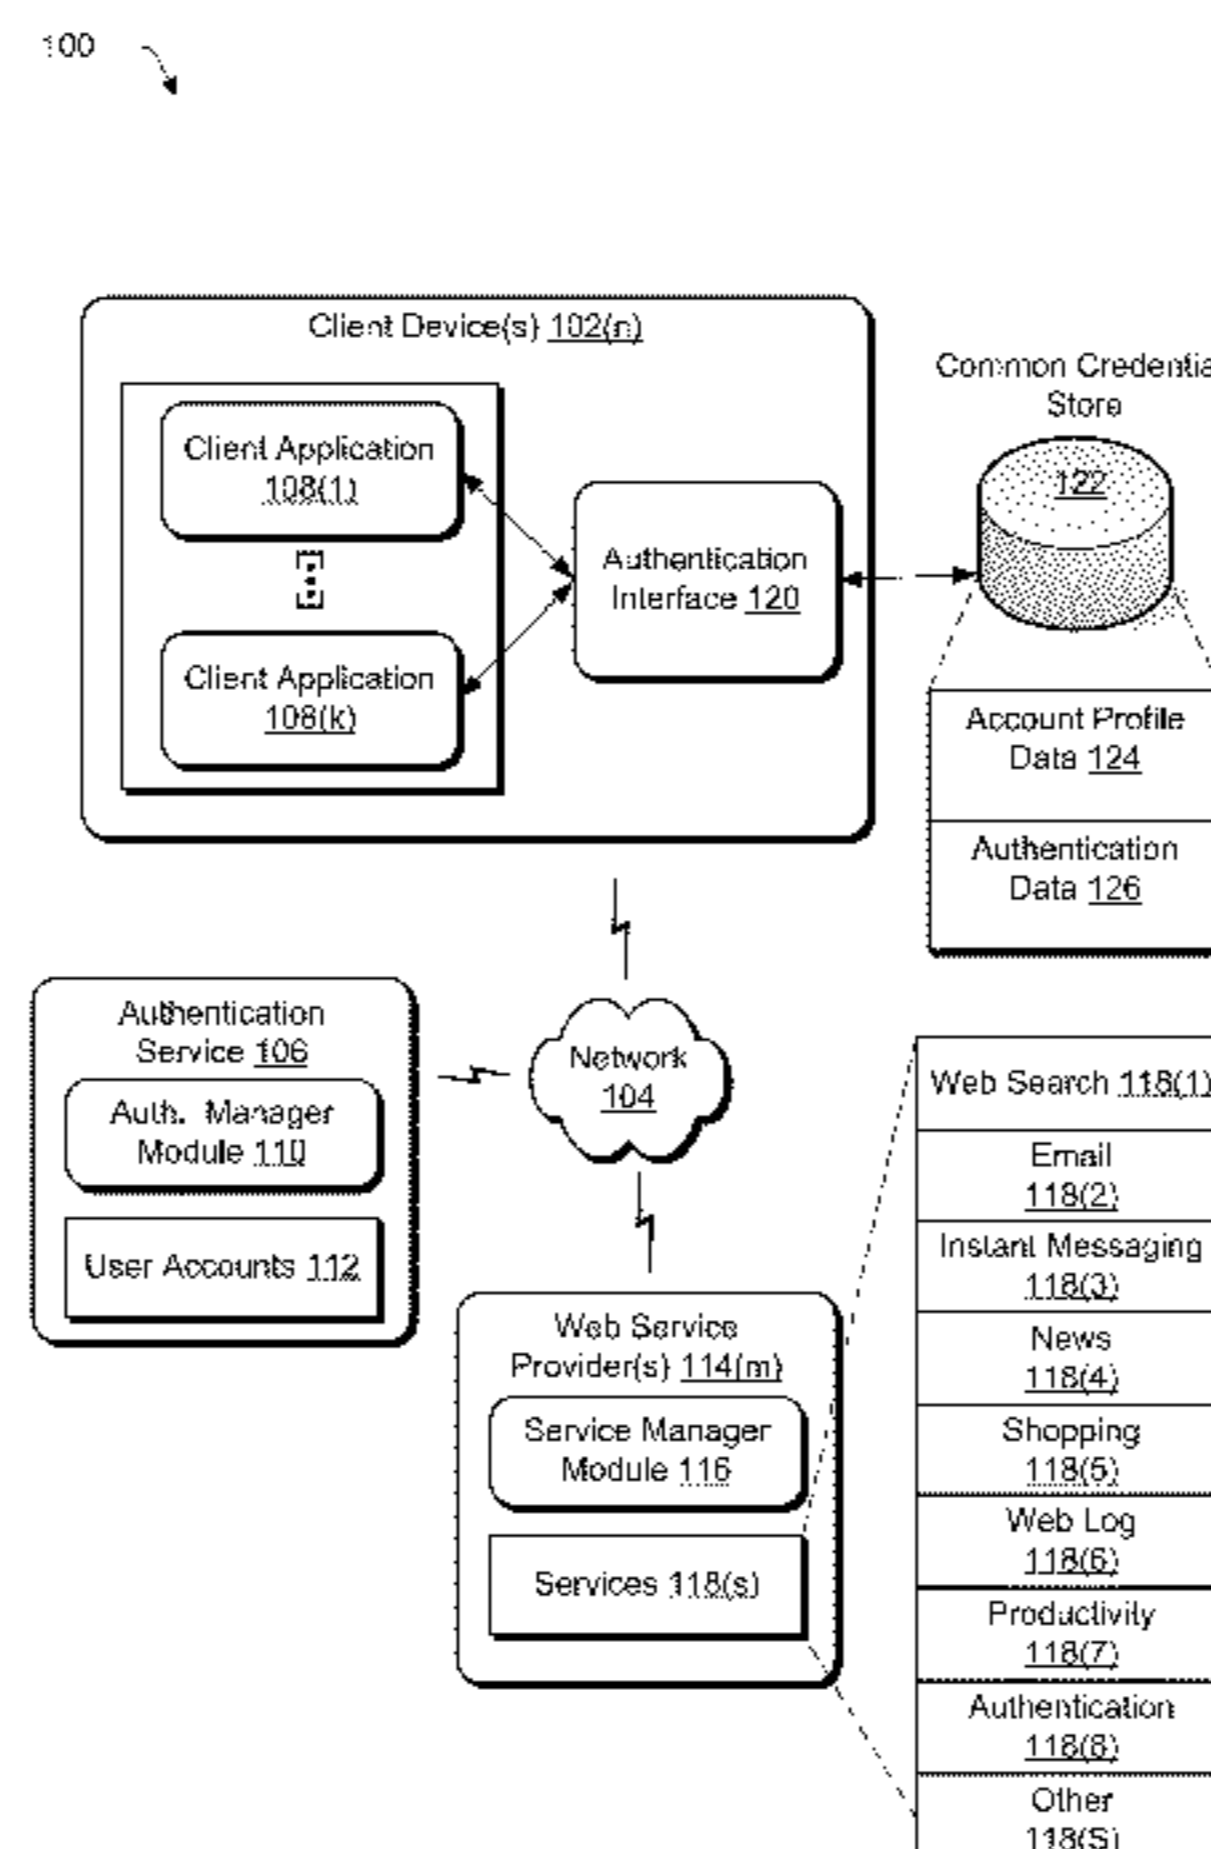 100
Client Device(s) 102(n)
Client Application
108(1)
Client Application
108(k)
Authentication
Interface 120
Common Credentia
Store
122
Account Profile
Data 124
Authentication
Data 126
Authentication
Service 106
Auth. Manager
Module 110
User Accounts 112
Network
104
Web Service
Provider(s) 114(m)
Service Manager
Module 116
Services 118(s)
Web Search 118(1)
Email
118(2)
Instant Messaging
118(3)
News
118(4)
Shopping
118(5)
Web Log
118(6)
Productivity
118(7)
Authentication
118(8)
Other
118(S)